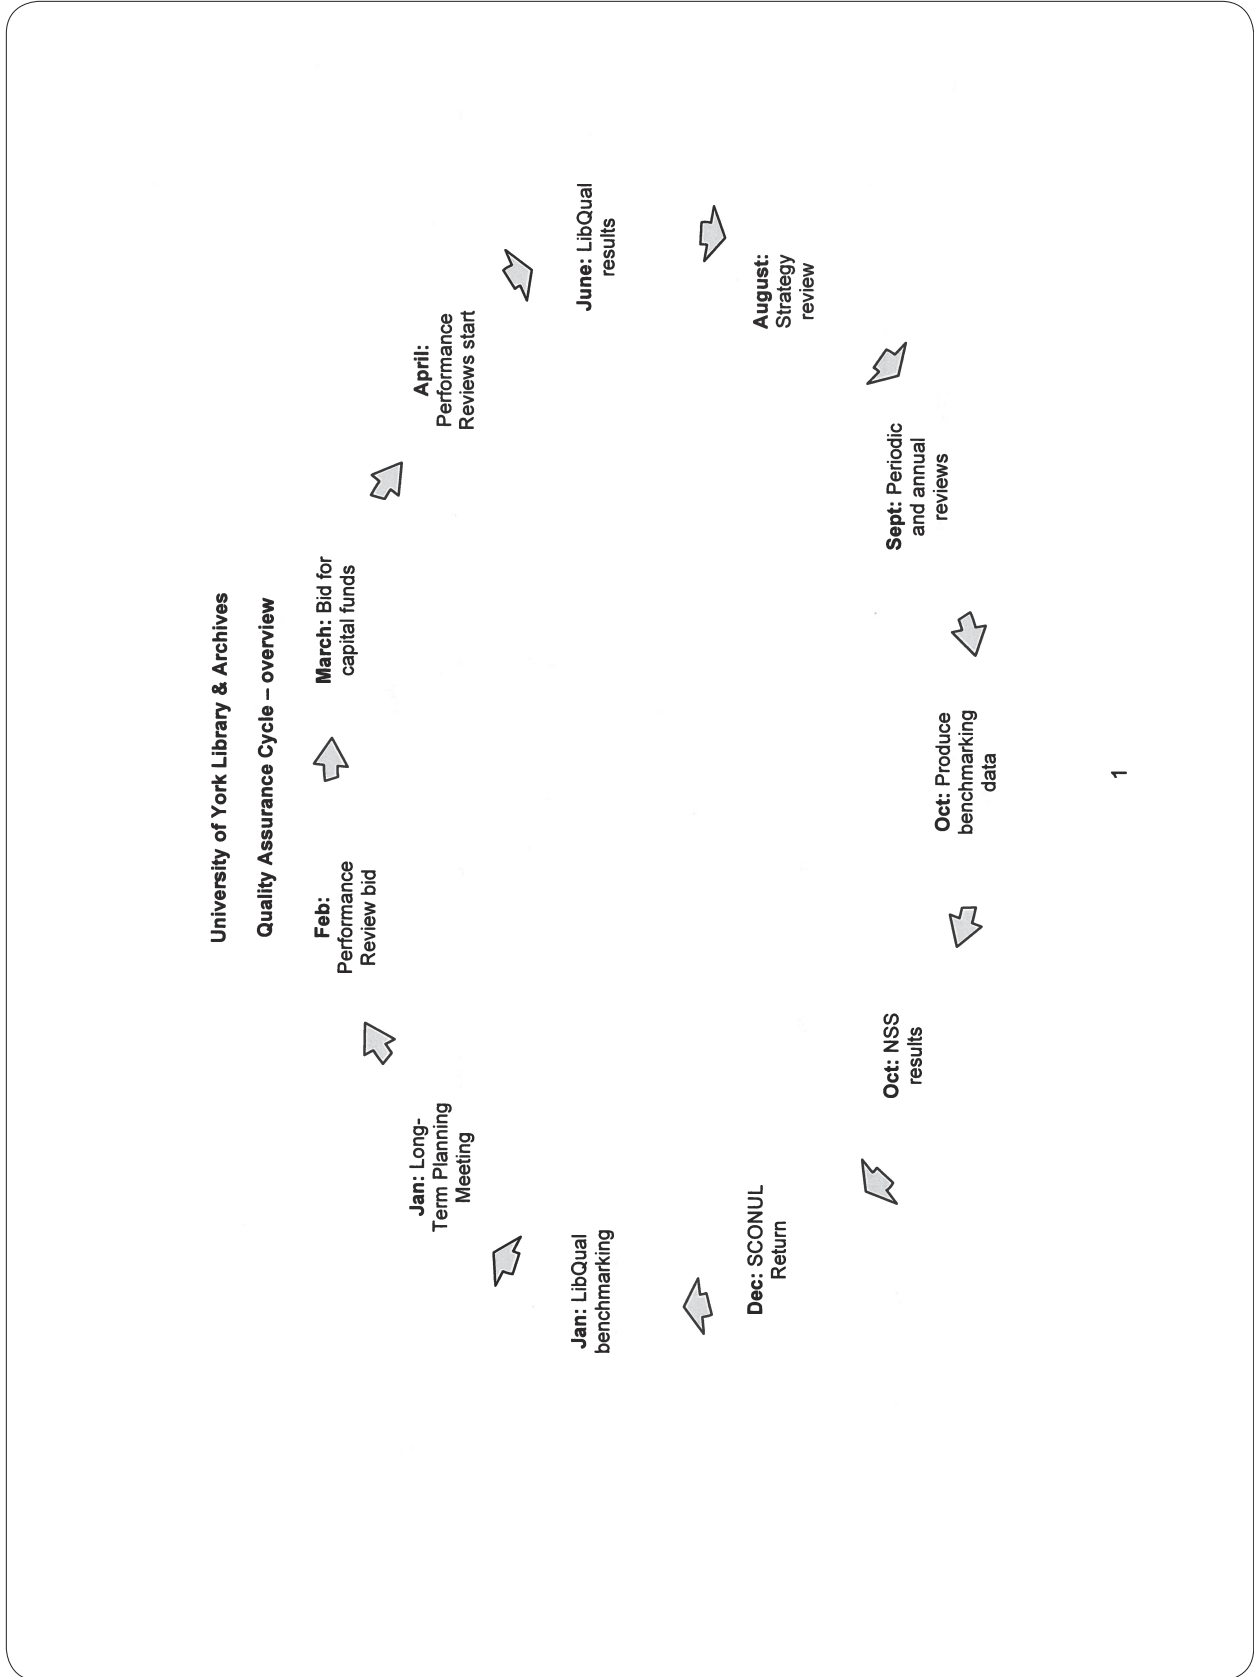 University of York Library & Archives
Quality Assurance Cycle – overview
Feb:
Performance
Review bid
March: Bid for
capital funds
April:
Performance
Reviews start
June: LibQual
results
August:
Strategy
review
Sept: Periodic
and annual
reviews
Oct: Produce
benchmarking
data
Oct: NSS
results
Dec: SCONUL
Return
Jan: LibQual
benchmarking
Jan: Long-
Term Planning
Meeting
1